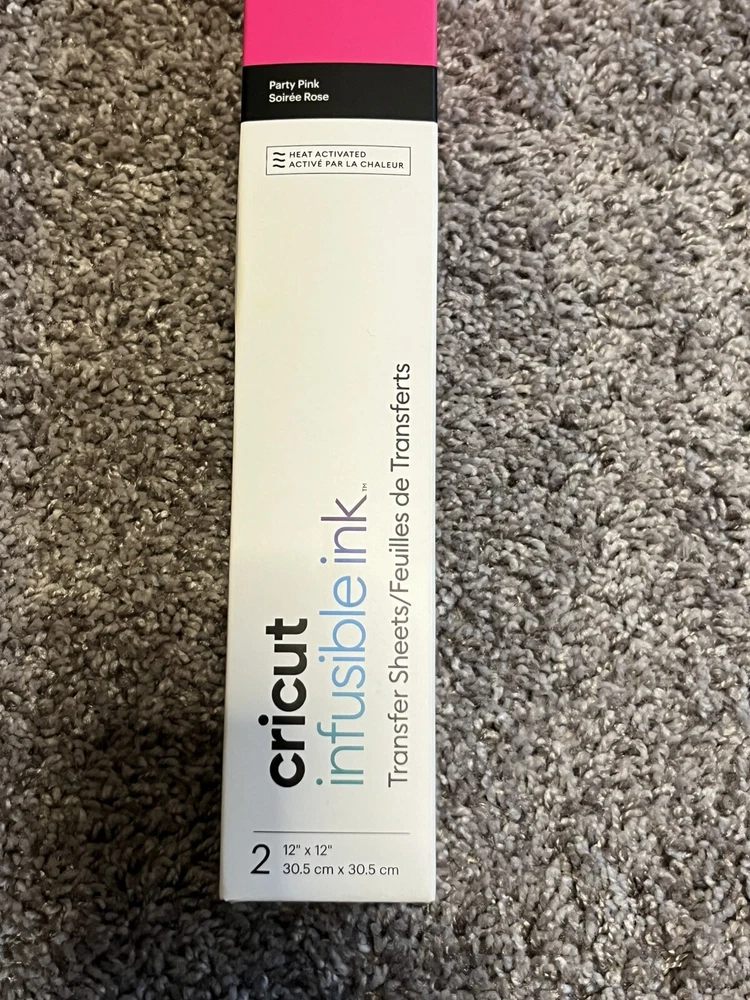 Party Pink
Soirée Rose
HEAT ACTIVATED
ACTIVÉ PAR LA CHALEUR
cricut
infusible ink™
Transfer Sheets/Feuilles de Transferts
2
12" x 12"
30.5 cm x 30.5 cm